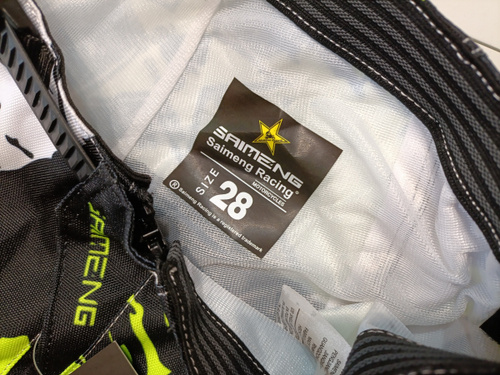 SAIMENG
Saimeng Racing
MOTORCYCLES
SIZE
28
® Saimeng Racing is a registered trademark
SAIMENG